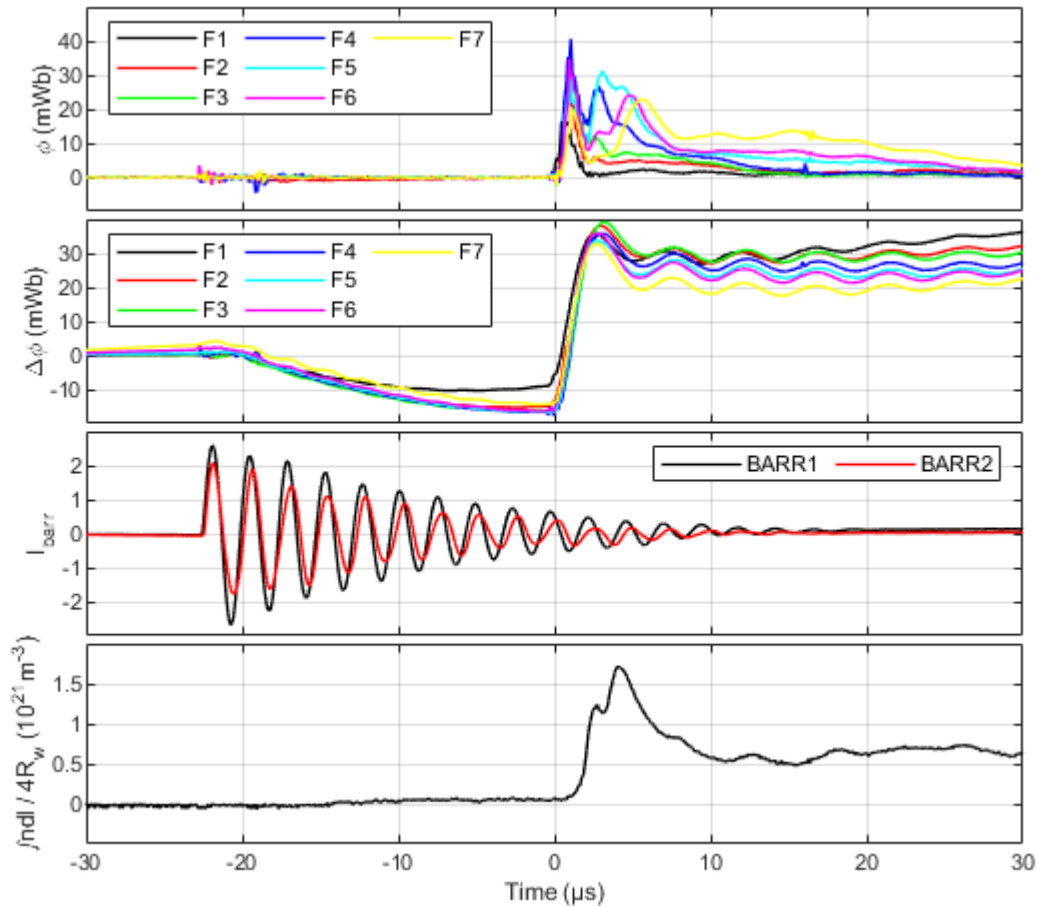 ϕ (mWb)
40
30
20
10
0
F1 F4 F7
F2 F5
F3 F6
Δϕ (mWb)
30
20
10
0
-10
F1 F4 F7
F2 F5
F3 F6
I_barr
2
1
0
-1
-2
BARR1 BARR2
∫ndl / 4R_w (10^21 m^-3)
1.5
1
0.5
0
-30 -20 -10 0 10 20 30
Time (μs)